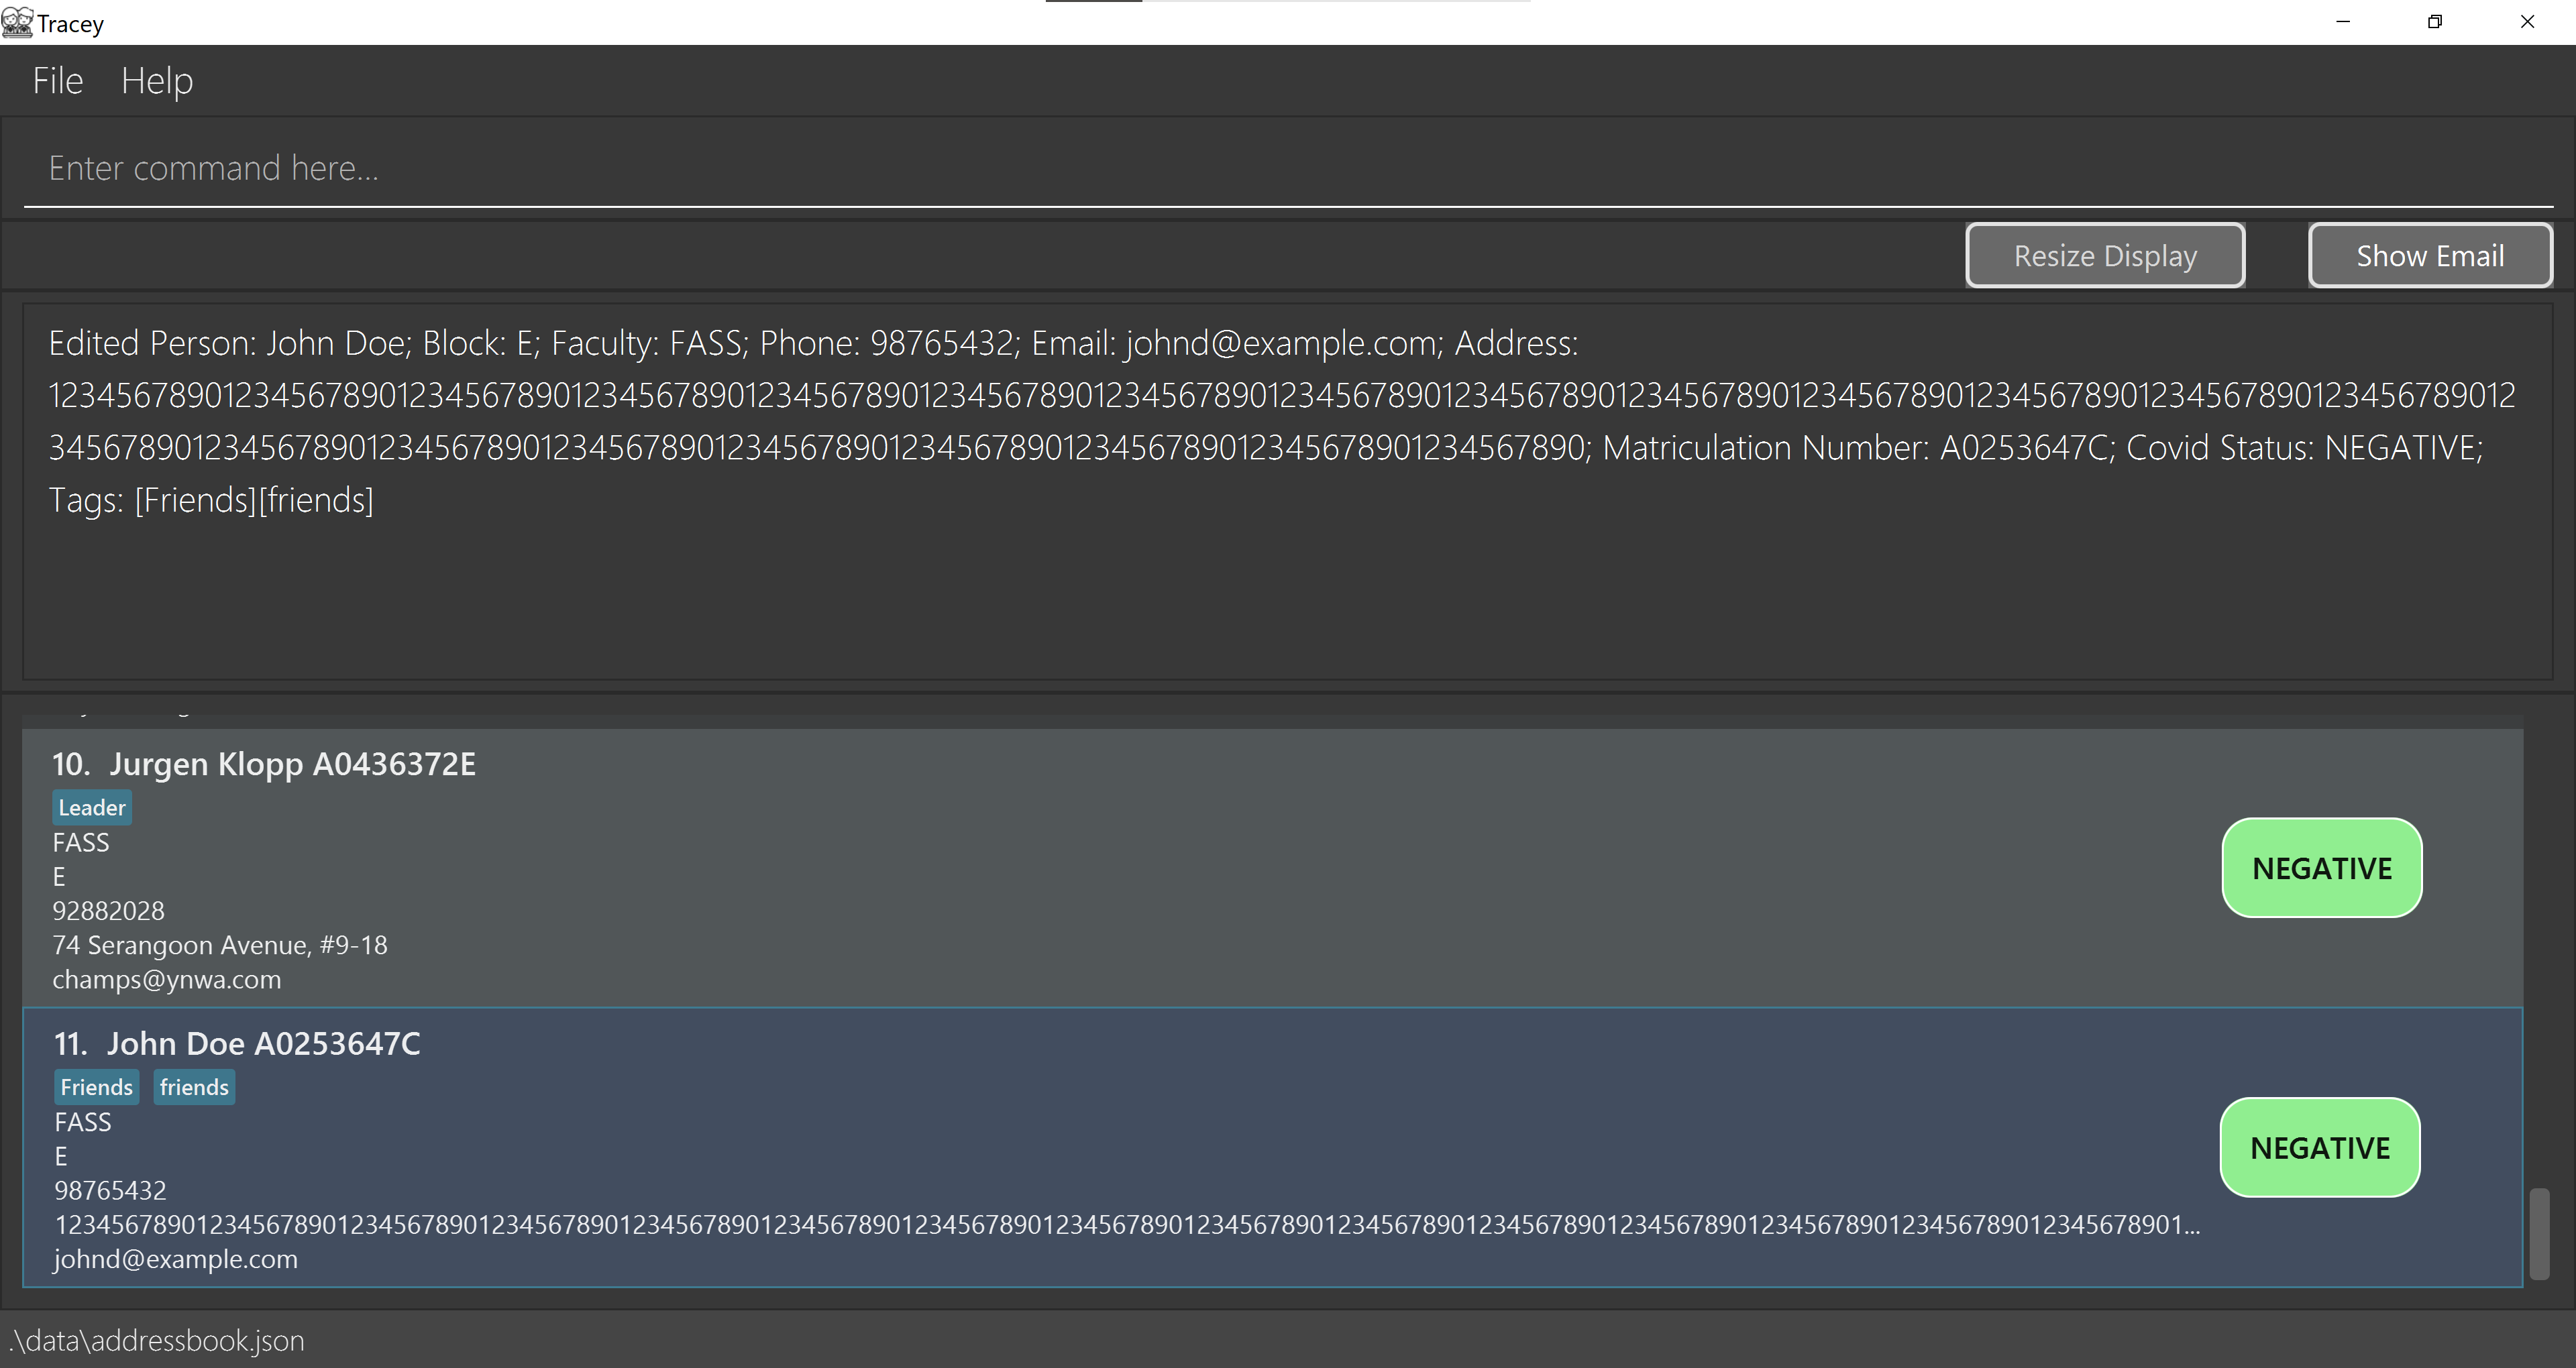 Tracey
File Help
Enter command here...
Resize Display Show Email
Edited Person: John Doe; Block: E; Faculty: FASS; Phone: 98765432; Email: johnd@example.com; Address:
1234567890123456789012345678901234567890123456789012345678901234567890123456789012345678901234567890123456789012345678901234567890123456789012
3456789012345678901234567890123456789012345678901234567890123456789012345678901234567890; Matriculation Number: A0253647C; Covid Status: NEGATIVE;
Tags: [Friends][friends]
10. Jurgen Klopp A0436372E
Leader
FASS
E
92882028
74 Serangoon Avenue, #9-18
champs@ynwa.com
NEGATIVE
11. John Doe A0253647C
Friends friends
FASS
E
98765432
1234567890123456789012345678901234567890123456789012345678901234567890123456789012345678901234567890123456789012345678901234567890123456789012345678901...
johnd@example.com
NEGATIVE
.\data\addressbook.json